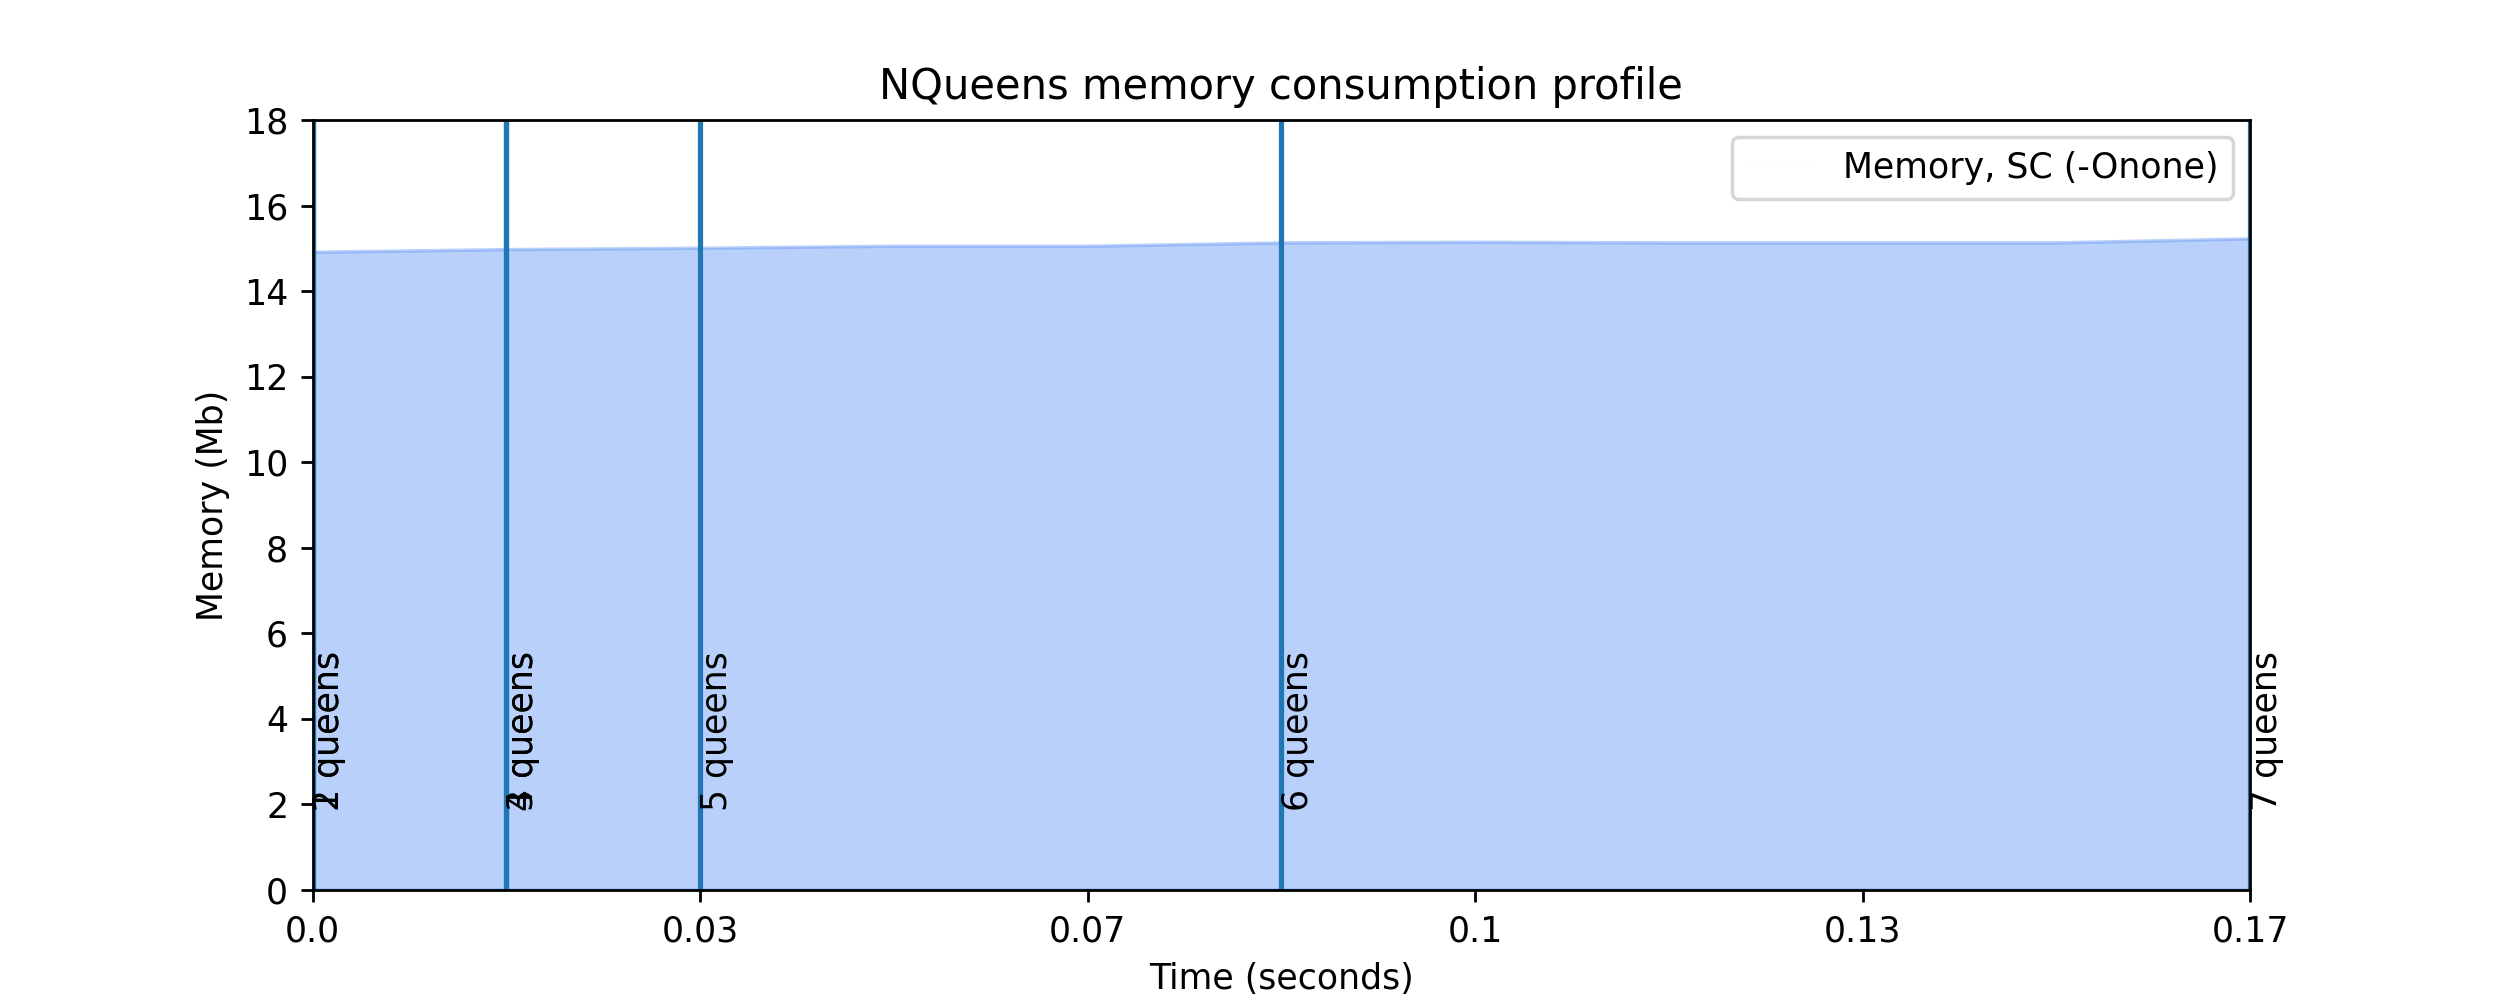 NQueens memory consumption profile
Memory, SC (-Onone)
Memory (Mb)
18
16
14
12
10
8
6
4
2
0
queens
queens
5 queens
6 queens
7 queens
0.0
0.03
0.07
0.1
0.13
0.17
Time (seconds)